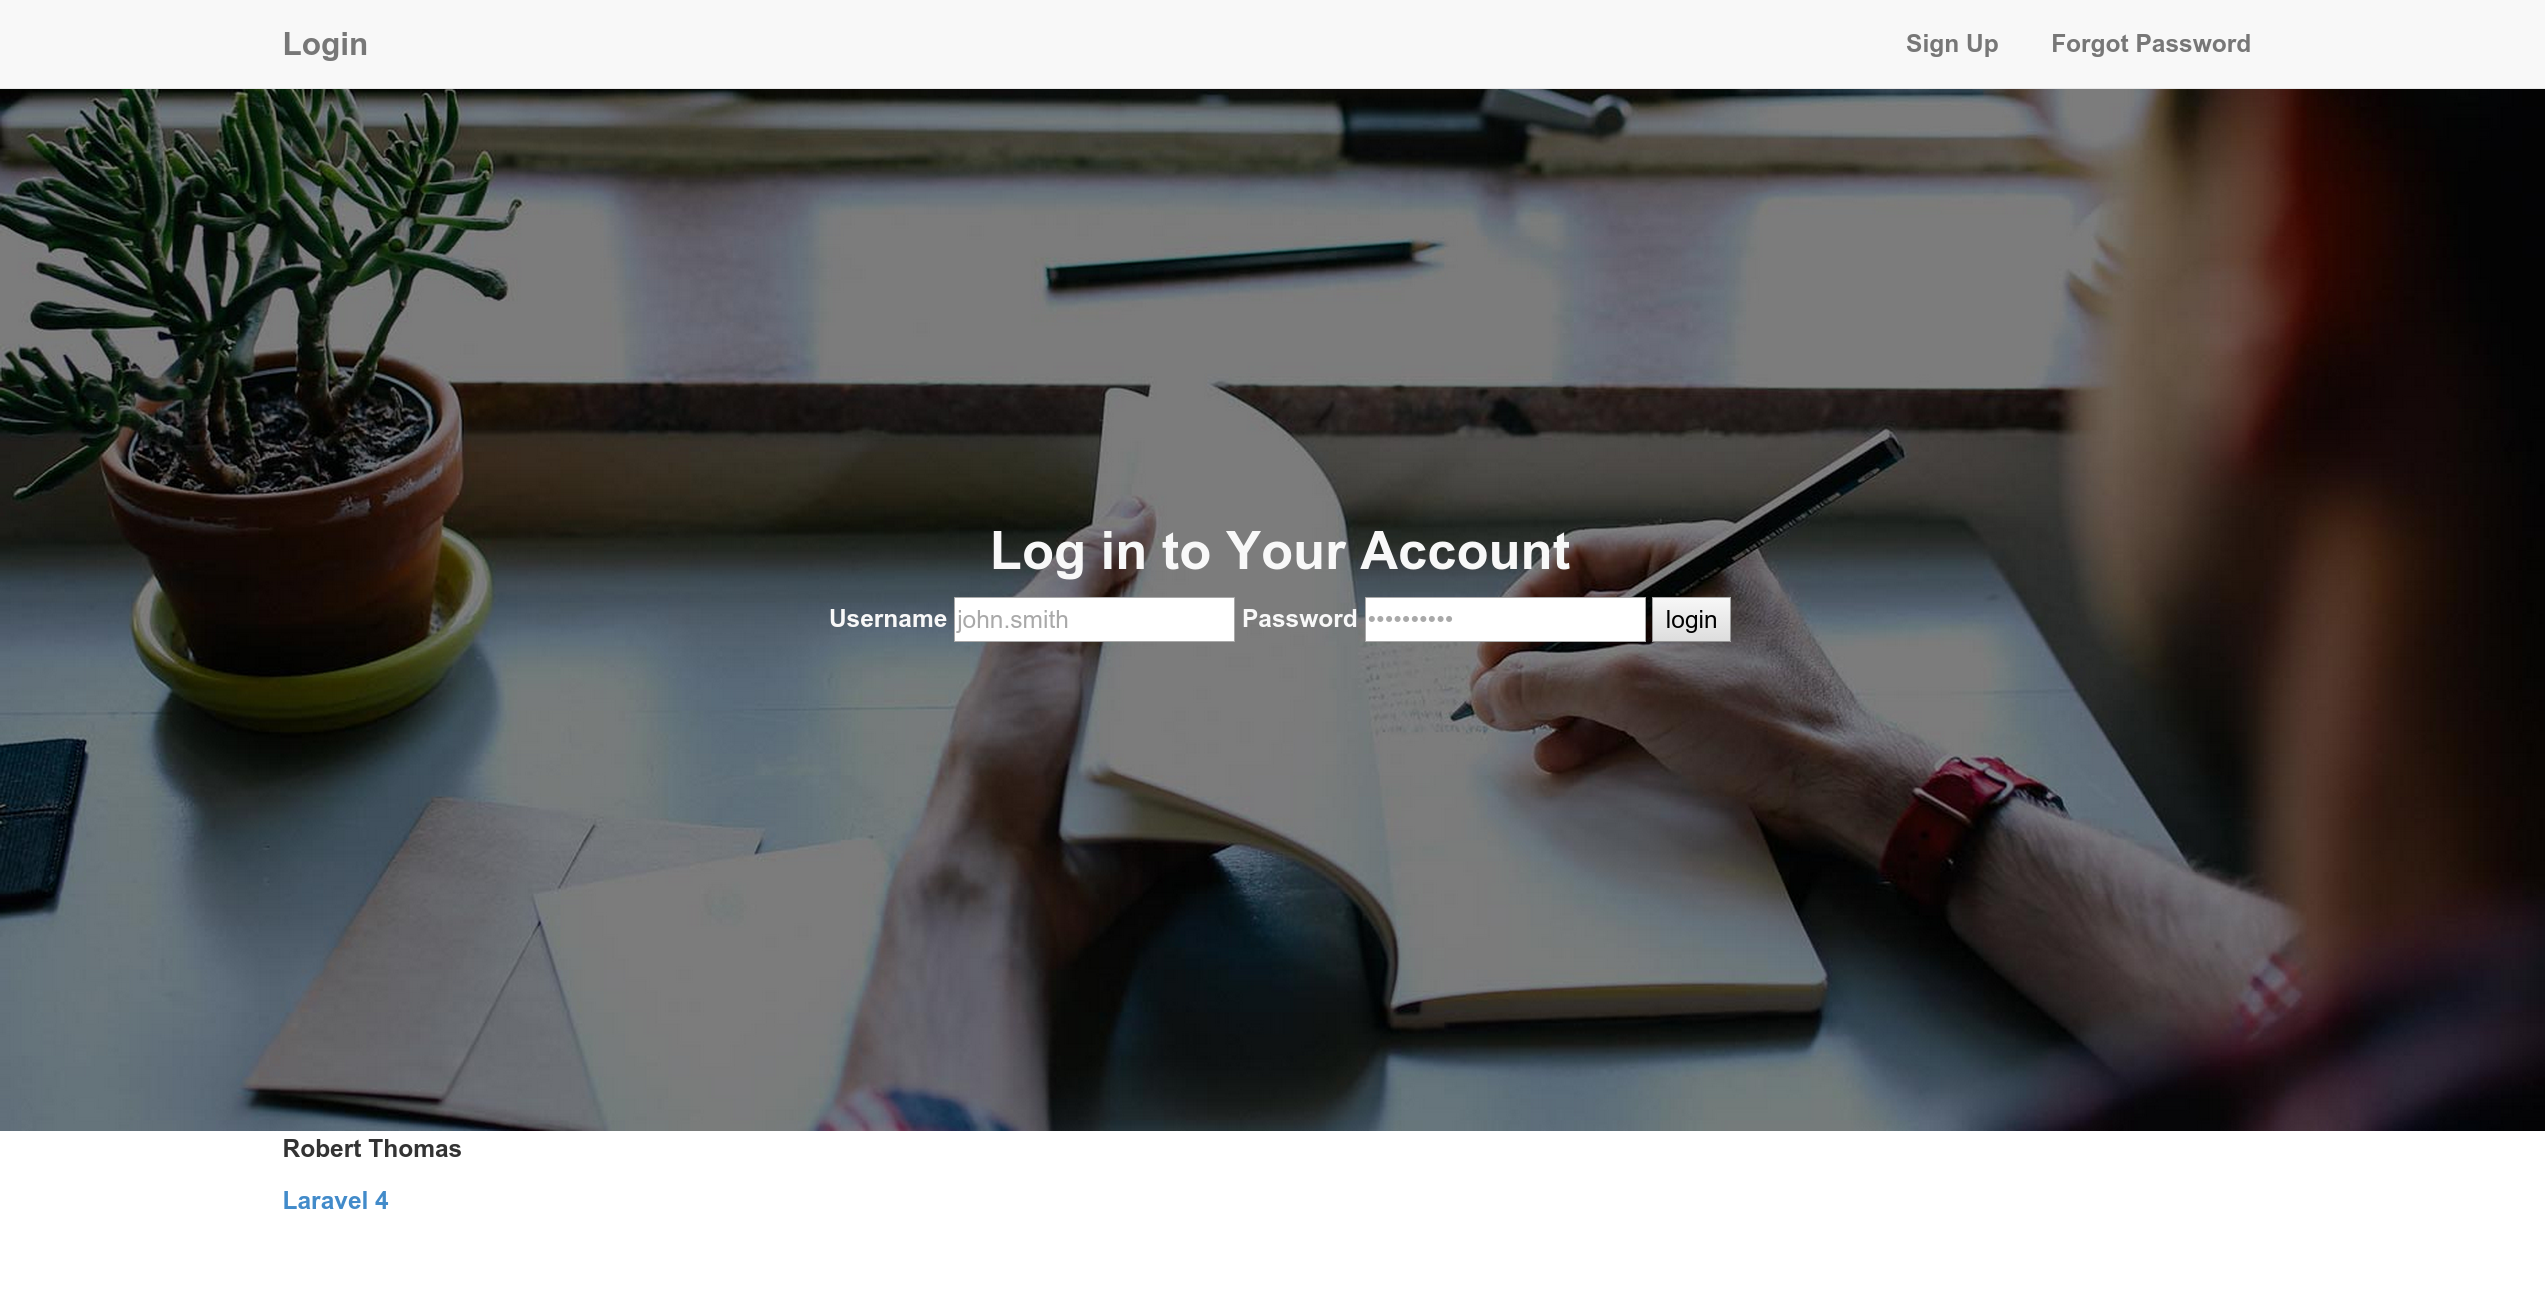 Login
Sign Up
Forgot Password
Log in to Your Account
Username john.smith Password •••••••••• login
Robert Thomas
Laravel 4